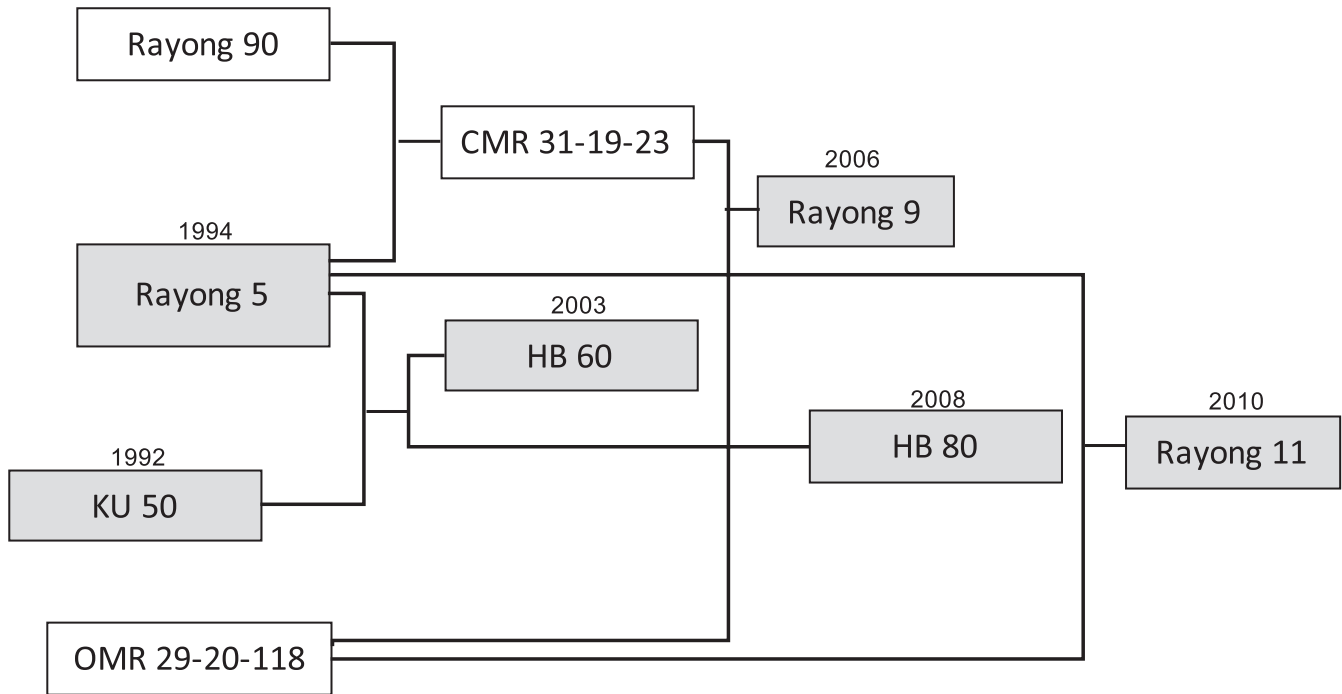 Rayong 90
CMR 31-19-23
2006
Rayong 9
1994
Rayong 5
2003
HB 60
2008
HB 80
2010
Rayong 11
1992
KU 50
OMR 29-20-118